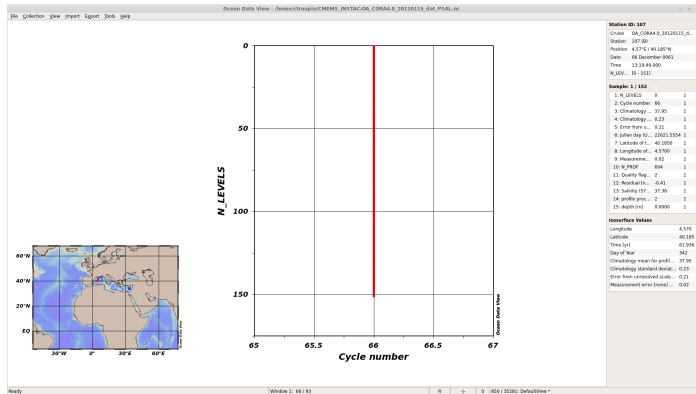 Ocean Data View - /home/ctroupin/CMEMS_INSTAC/OA_CORA4.0_20120115_dat_PSAL.nc
File Collection View Import Export Tools Help
Station ID: 107
Cruise OA_CORA4.0_20120115_d...
Station 107 (B)
Position 4.57°E / 40.185°N
Date 08 December 0061
Time 13:19:49.000
N_LEV... [0 - 151]
Sample: 1 / 152
1: N_LEVELS 0 1
2: Cycle number 66 1
3: Climatology ... 37.95 1
4: Climatology ... 0.23 1
5: Error from u... 0.21 1
6: Julian day (U... 22621.5554 1
7: Latitude of t... 40.1850 1
8: Longitude of... 4.5700 1
9: Measureme... 0.02 1
10: N_PROF 694 1
11: Quality flag... 2 1
12: Residual [n... -0.41 1
13: Salinity (S7... 37.38 1
14: profile proc... 2 1
15: depth [m] 0.0000 1
Isosurface Values
Longitude 4.570
Latitude 40.185
Time [yr] 61.936
Day of Year 342
Climatology mean for profil... 37.95
Climatology standard deviat... 0.23
Error from unresolved scale... 0.21
Measurement error [none] ... 0.02
0
50
100
150
N_LEVELS
65 65.5 66 66.5 67
Cycle number
Ocean Data View
60°N
40°N
20°N
EQ
30°W 0° 30°E 60°E
Ocean Data View
Ready Window 1: 66 / 93 R S 850 / 35281: DefaultView *